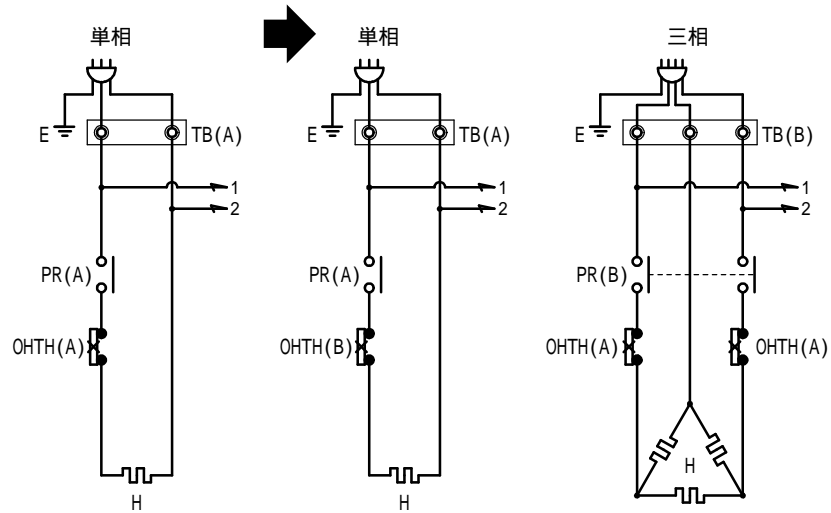 単相
E
TB(A)
1
2
PR(A)
OHTH(A)
H
単相
E
TB(A)
1
2
PR(A)
OHTH(B)
H
三相
E
TB(B)
1
2
PR(B)
OHTH(A)
OHTH(A)
H